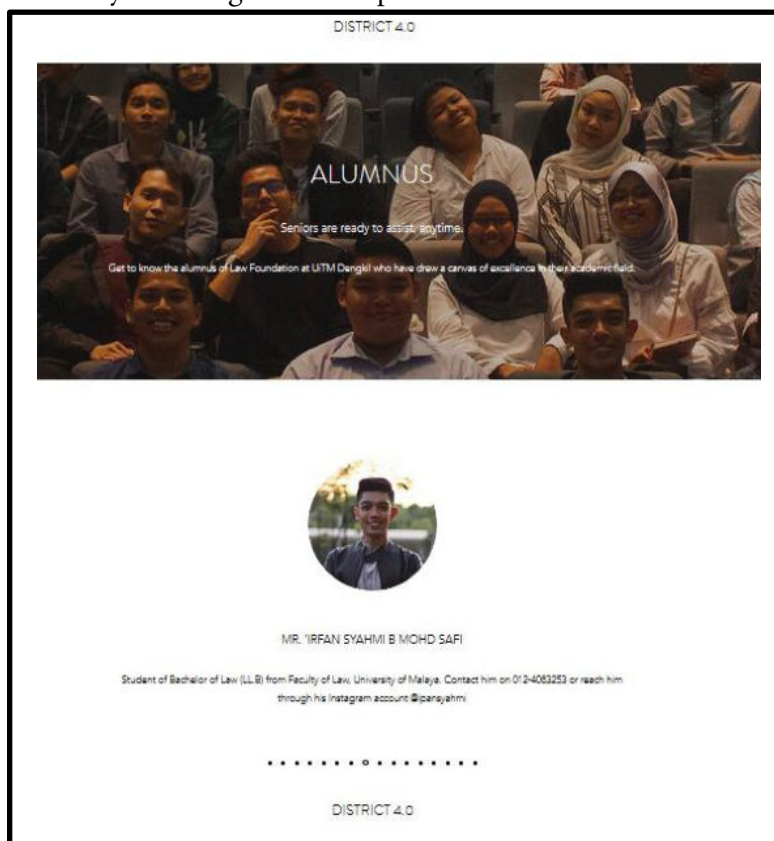 DISTRICT 4.0
ALUMNUS
Seniors are ready to assist, anytime.
Get to know the alumnus of Law Foundation at UiTM Dengkil who have drew a canvas of excellence in their academic field.
MR. 'IRFAN SYAHMI B MOHD SAFI
Student of Bachelor of Law (LL.B) from Faculty of Law, University of Malaya. Contact him on 012-4083253 or reach him
through his Instagram account @ipansyahmi
DISTRICT 4.0